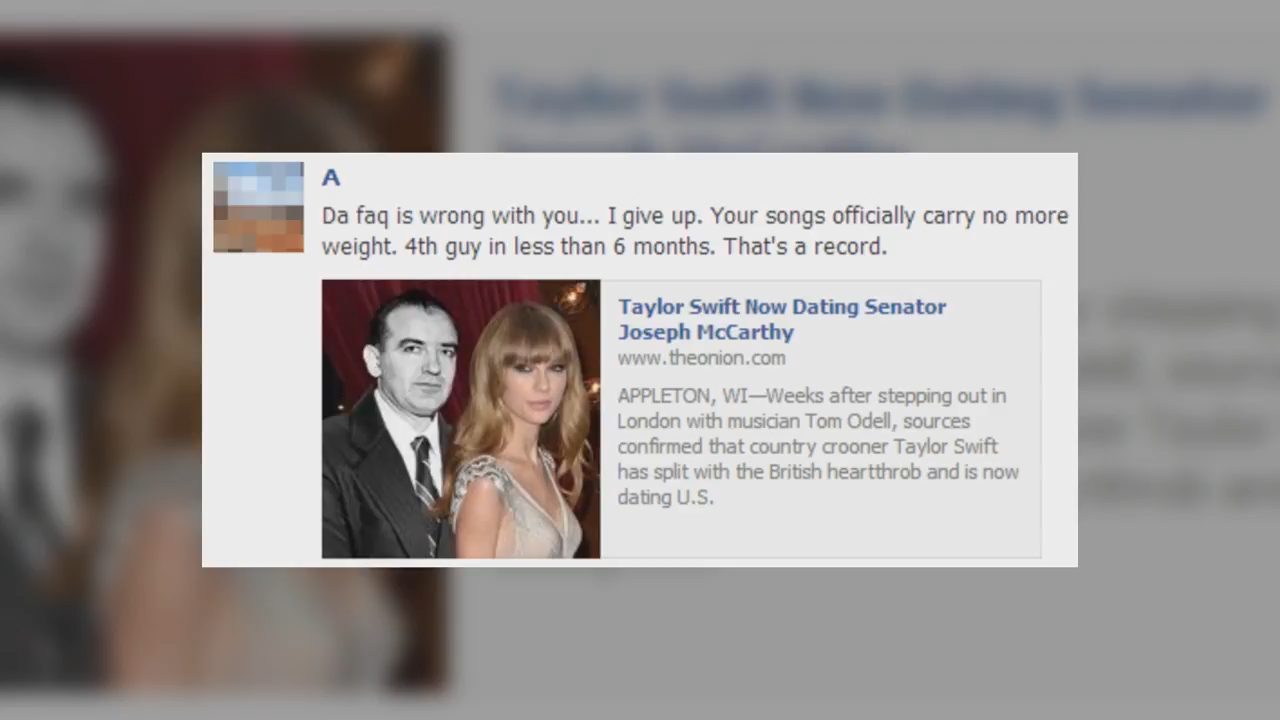 A
Da faq is wrong with you... I give up. Your songs officially carry no more
weight. 4th guy in less than 6 months. That's a record.
Taylor Swift Now Dating Senator
Joseph McCarthy
www.theonion.com
APPLETON, WI—Weeks after stepping out in
London with musician Tom Odell, sources
confirmed that country crooner Taylor Swift
has split with the British heartthrob and is now
dating U.S.